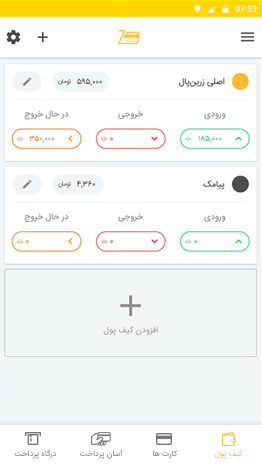 07:53
اصلی زرین‌پال ۵۹۵,۰۰۰ تومان
ورودی خروجی در حال خروج
۱۸۵,۰۰۰ ت ۰ ت ۳۵۰,۰۰۰ ت
پیامک ۴,۳۶۰ تومان
ورودی خروجی در حال خروج
۰ ت ۰ ت ۰ ت
افزودن کیف پول
کیف پول کارت ها آسان پرداخت درگاه پرداخت